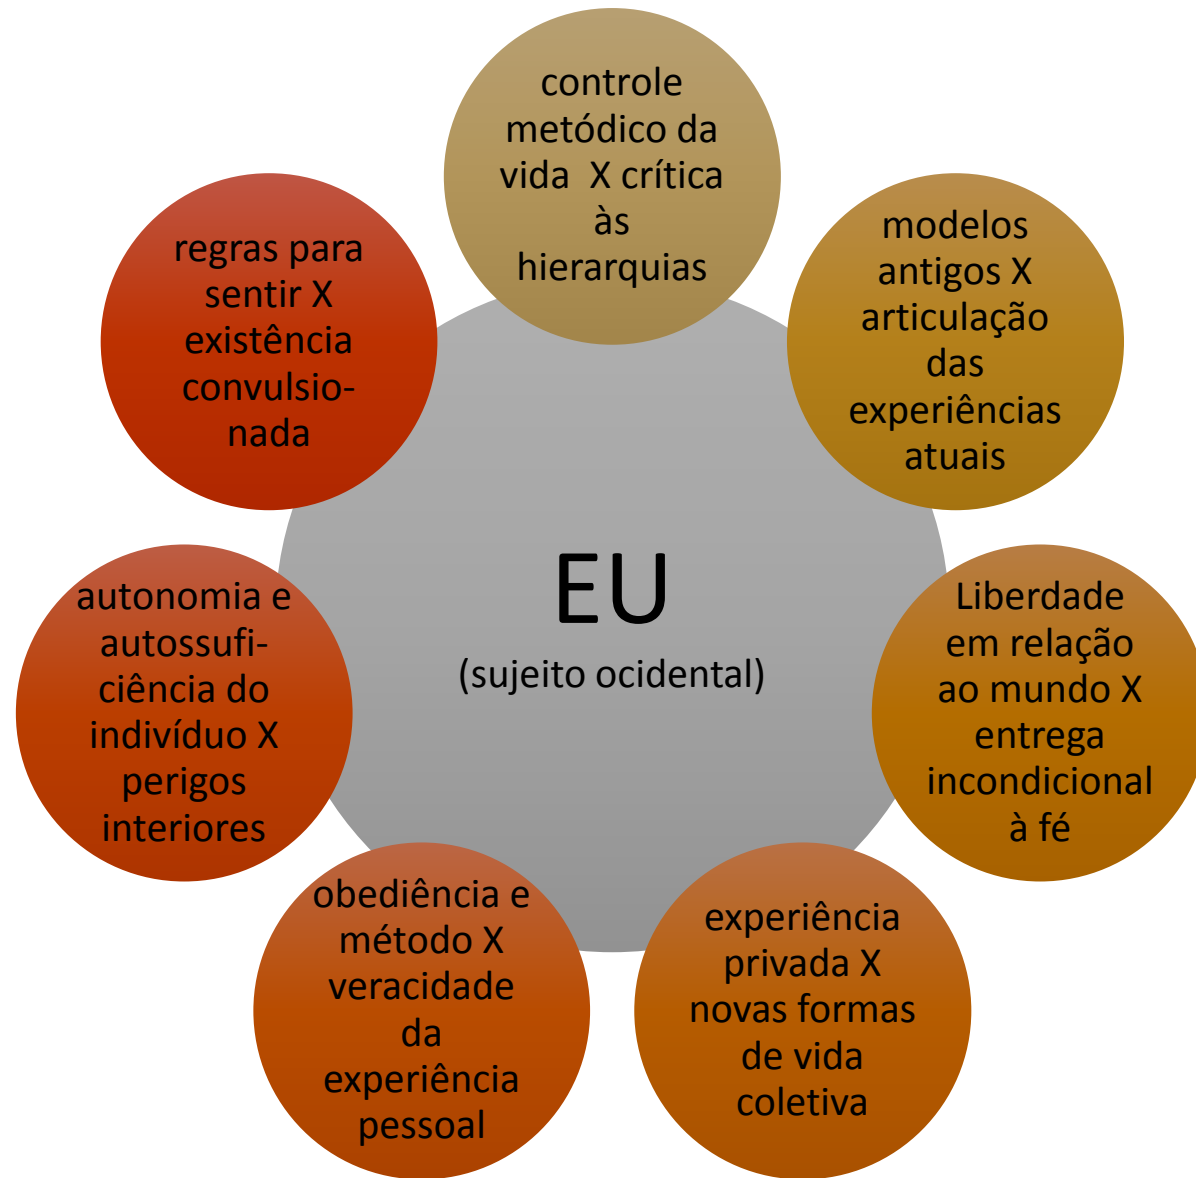 controle
metódico da
vida X crítica
às
hierarquias
modelos
antigos X
articulação
das
experiências
atuais
Liberdade
em relação
ao mundo X
entrega
incondicional
à fé
experiência
privada X
novas formas
de vida
coletiva
obediência e
método X
veracidade
da
experiência
pessoal
autonomia e
autossufi-
ciência do
indivíduo X
perigos
interiores
regras para
sentir X
existência
convulsio-
nada
EU
(sujeito ocidental)